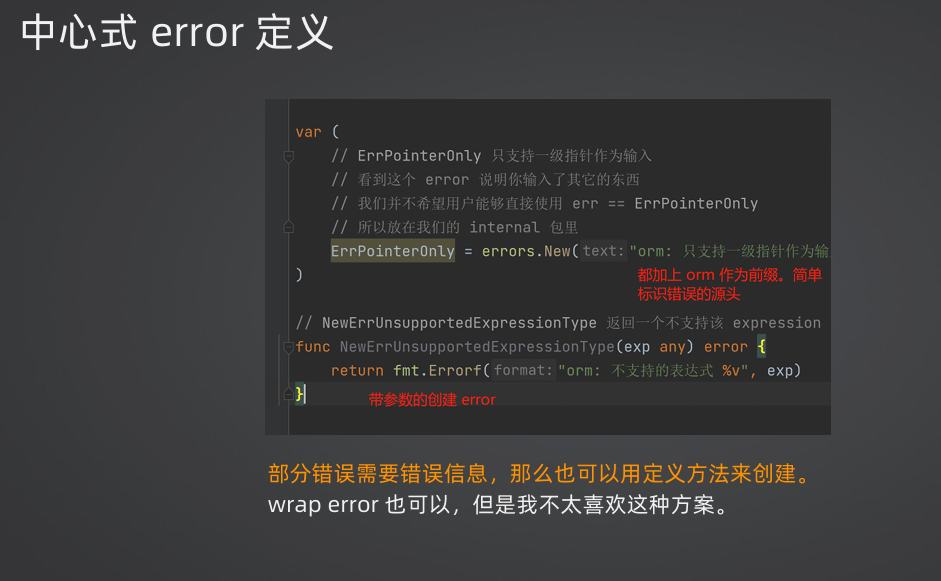 中心式 error 定义
var (
// ErrPointerOnly 只支持一级指针作为输入
// 看到这个 error 说明你输入了其它的东西
// 我们并不希望用户能够直接使用 err == ErrPointerOnly
// 所以放在我们的 internal 包里
ErrPointerOnly = errors.New( text: "orm: 只支持一级指针作为输
)
都加上 orm 作为前缀。简单
标识错误的源头
// NewErrUnsupportedExpressionType 返回一个不支持该 expression
func NewErrUnsupportedExpressionType(exp any) error {
return fmt.Errorf( format: "orm: 不支持的表达式 %v", exp)
}
带参数的创建 error
部分错误需要错误信息，那么也可以用定义方法来创建。
wrap error 也可以，但是我不太喜欢这种方案。